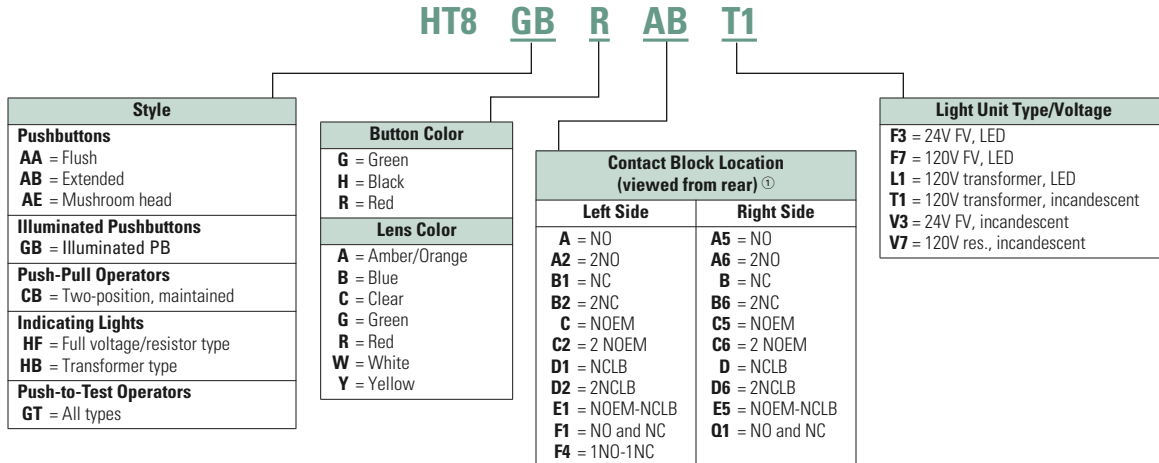 HT8 GB R AB T1
Style
Pushbuttons
AA = Flush
AB = Extended
AE = Mushroom head
Illuminated Pushbuttons
GB = Illuminated PB
Push-Pull Operators
CB = Two-position, maintained
Indicating Lights
HF = Full voltage/resistor type
HB = Transformer type
Push-to-Test Operators
GT = All types
Button Color
G = Green
H = Black
R = Red
Lens Color
A = Amber/Orange
B = Blue
C = Clear
G = Green
R = Red
W = White
Y = Yellow
Contact Block Location
(viewed from rear) ①
Left Side
A = NO
A2 = 2NO
B1 = NC
B2 = 2NC
C = NOEM
C2 = 2 NOEM
D1 = NCLB
D2 = 2NCLB
E1 = NOEM-NCLB
F1 = NO and NC
F4 = 1NO-1NC
Right Side
A5 = NO
A6 = 2NO
B = NC
B6 = 2NC
C5 = NOEM
C6 = 2 NOEM
D = NCLB
D6 = 2NCLB
E5 = NOEM-NCLB
Q1 = NO and NC
Light Unit Type/Voltage
F3 = 24V FV, LED
F7 = 120V FV, LED
L1 = 120V transformer, LED
T1 = 120V transformer, incandescent
V3 = 24V FV, incandescent
V7 = 120V res., incandescent